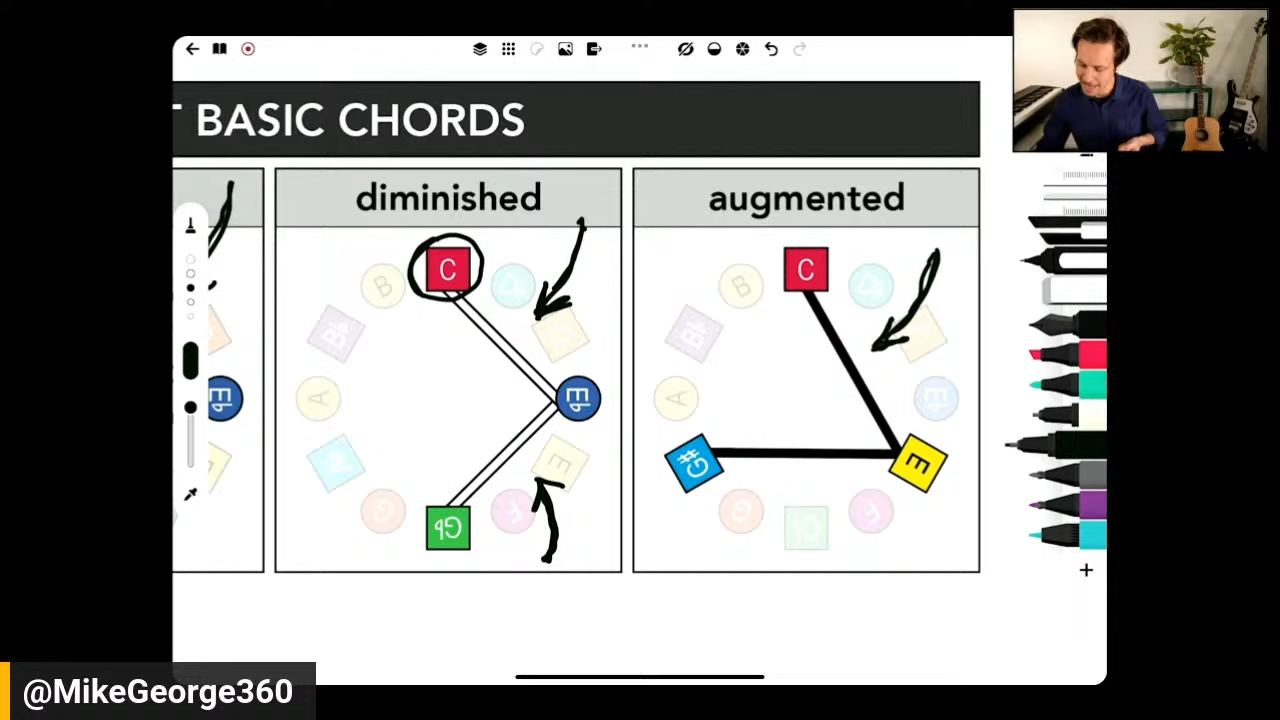 BASIC CHORDS
diminished
augmented
C
B
B♭
E♭
A
E
G
F
G♭
C
B
B♭
E♭
A
E
G♯
G
F
E♭
+
@MikeGeorge360